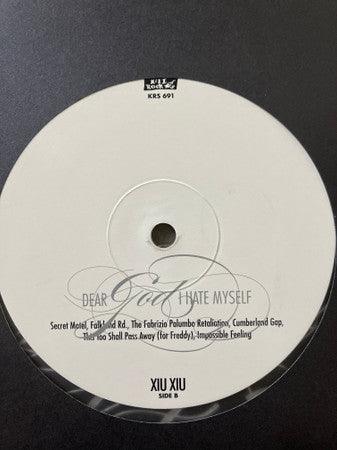 KILL
ROCK
KRS 691
DEAR God I HATE MYSELF
Secret Motel, Falkland Rd., The Fabrizio Palumbo Retaliation, Cumberland Gap,
This Too Shall Pass Away (for Freddy), Impossible Feeling
XIU XIU
SIDE B